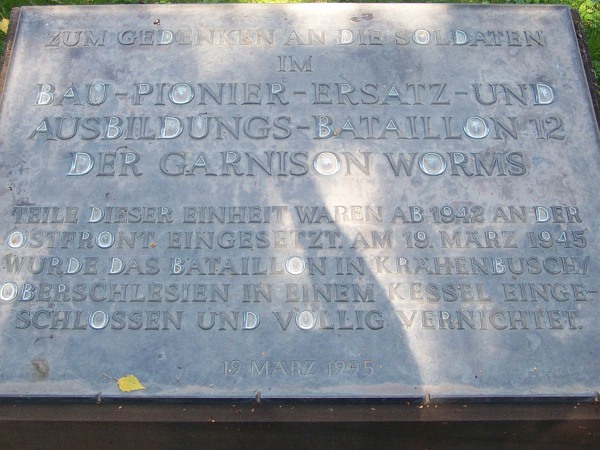 ZUM GEDENKEN AN DIE SOLDATEN
IM
BAU-PIONIER-ERSATZ-UND
AUSBILDUNGS-BATAILLON 12
DER GARNISON WORMS
TEILE DIESER EINHEIT WAREN AB 1942 AN DER
OSTFRONT EINGESETZT. AM 19. MÄRZ 1945
WURDE DAS BATAILLON IN KRÄHENBUSCH/
OBERSCHLESIEN IN EINEM KESSEL EINGE-
SCHLOSSEN UND VÖLLIG VERNICHTET.
19. MÄRZ 1995